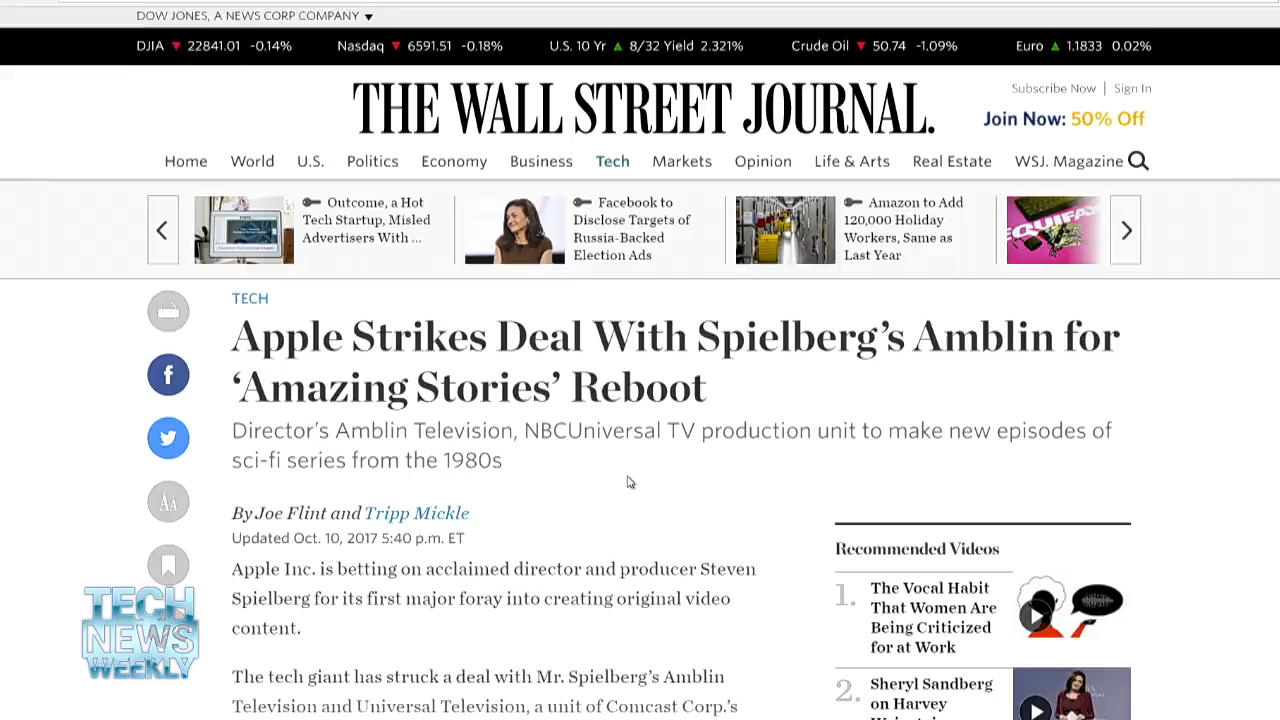 DOW JONES, A NEWS CORP COMPANY
DJIA 22841.01 -0.14% Nasdaq 6591.51 -0.18% U.S. 10 Yr 8/32 Yield 2.321% Crude Oil 50.74 -1.09% Euro 1.1833 0.02%
Subscribe Now | Sign In
THE WALL STREET JOURNAL.
Join Now: 50% Off
Home World U.S. Politics Economy Business Tech Markets Opinion Life & Arts Real Estate WSJ. Magazine
Outcome, a Hot
Tech Startup, Misled
Advertisers With ...
Facebook to
Disclose Targets of
Russia-Backed
Election Ads
Amazon to Add
120,000 Holiday
Workers, Same as
Last Year
EQUIFAX
TECH
Apple Strikes Deal With Spielberg’s Amblin for
‘Amazing Stories’ Reboot
Director’s Amblin Television, NBCUniversal TV production unit to make new episodes of
sci-fi series from the 1980s
f
AA
By Joe Flint and Tripp Mickle
Updated Oct. 10, 2017 5:40 p.m. ET
Apple Inc. is betting on acclaimed director and producer Steven
Spielberg for its first major foray into creating original video
content.
The tech giant has struck a deal with Mr. Spielberg’s Amblin
Television and Universal Television, a unit of Comcast Corp.’s
Recommended Videos
1. The Vocal Habit
That Women Are
Being Criticized
for at Work
2. Sheryl Sandberg
on Harvey
TECH
NEWS
WEEKLY